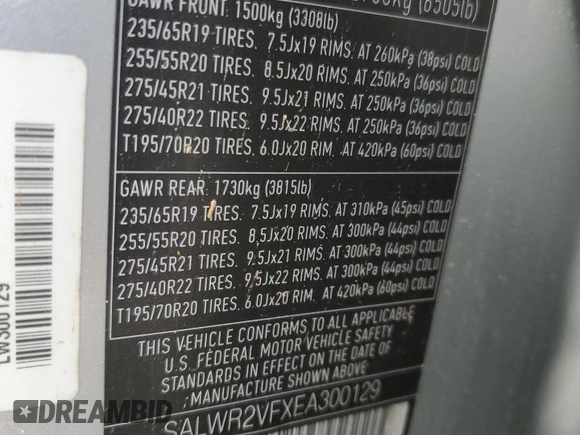 (8505lb)
GAWR FRONT: 1500kg (3308lb)
235/65R19 TIRES. 7.5Jx19 RIMS. AT 260kPa (38psi) COLD
255/55R20 TIRES. 8.5Jx20 RIMS. AT 250kPa (36psi) COLD
275/45R21 TIRES. 9.5Jx21 RIMS. AT 250kPa (36psi) COLD
275/40R22 TIRES. 9.5Jx22 RIMS. AT 250kPa (36psi) COLD
T195/70R20 TIRES. 6.0Jx20 RIM. AT 420kPa (60psi) COLD
GAWR REAR: 1730kg (3815lb)
235/65R19 TIRES. 7.5Jx19 RIMS. AT 310kPa (45psi) COLD
255/55R20 TIRES. 8.5Jx20 RIMS. AT 300kPa (44psi) COLD
275/45R21 TIRES. 9.5Jx21 RIMS. AT 300kPa (44psi) COLD
275/40R22 TIRES. 9.5Jx22 RIMS. AT 300kPa (44psi) COLD
T195/70R20 TIRES. 6.0Jx20 RIM. AT 420kPa (60psi) COLD
THIS VEHICLE CONFORMS TO ALL APPLICABLE
U.S. FEDERAL MOTOR VEHICLE SAFETY
STANDARDS IN EFFECT ON THE DATE OF
MANUFACTURE SHOWN ABOVE.
SALWR2VFXEA300129
LW300129
DREAMBID
FIND YOUR DREAM CAR